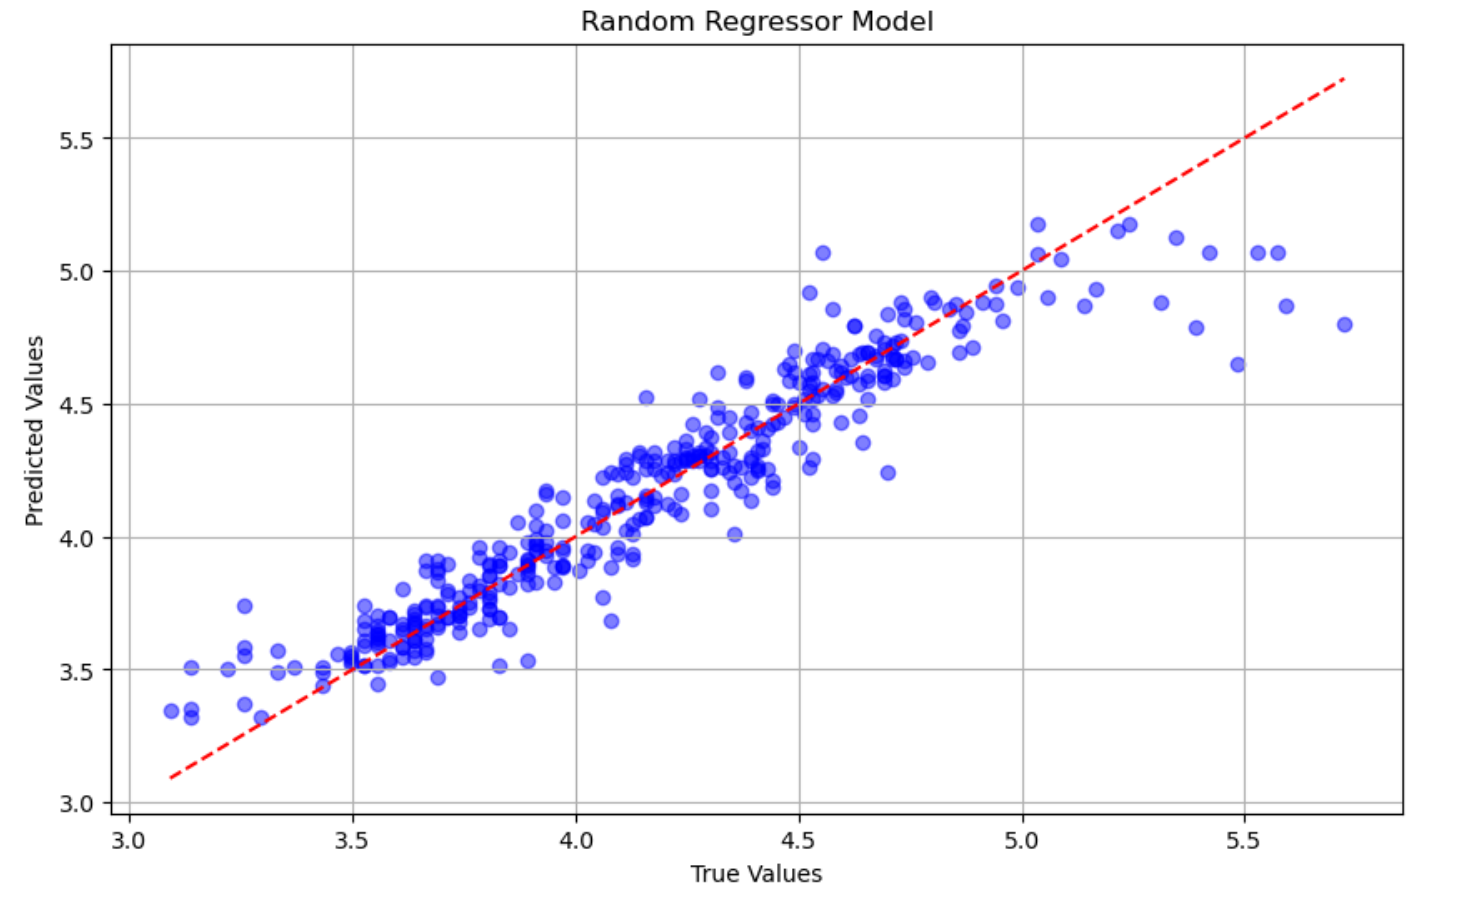 Random Regressor Model
5.5
5.0
4.5
4.0
3.5
3.0
Predicted Values
3.0 3.5 4.0 4.5 5.0 5.5
True Values